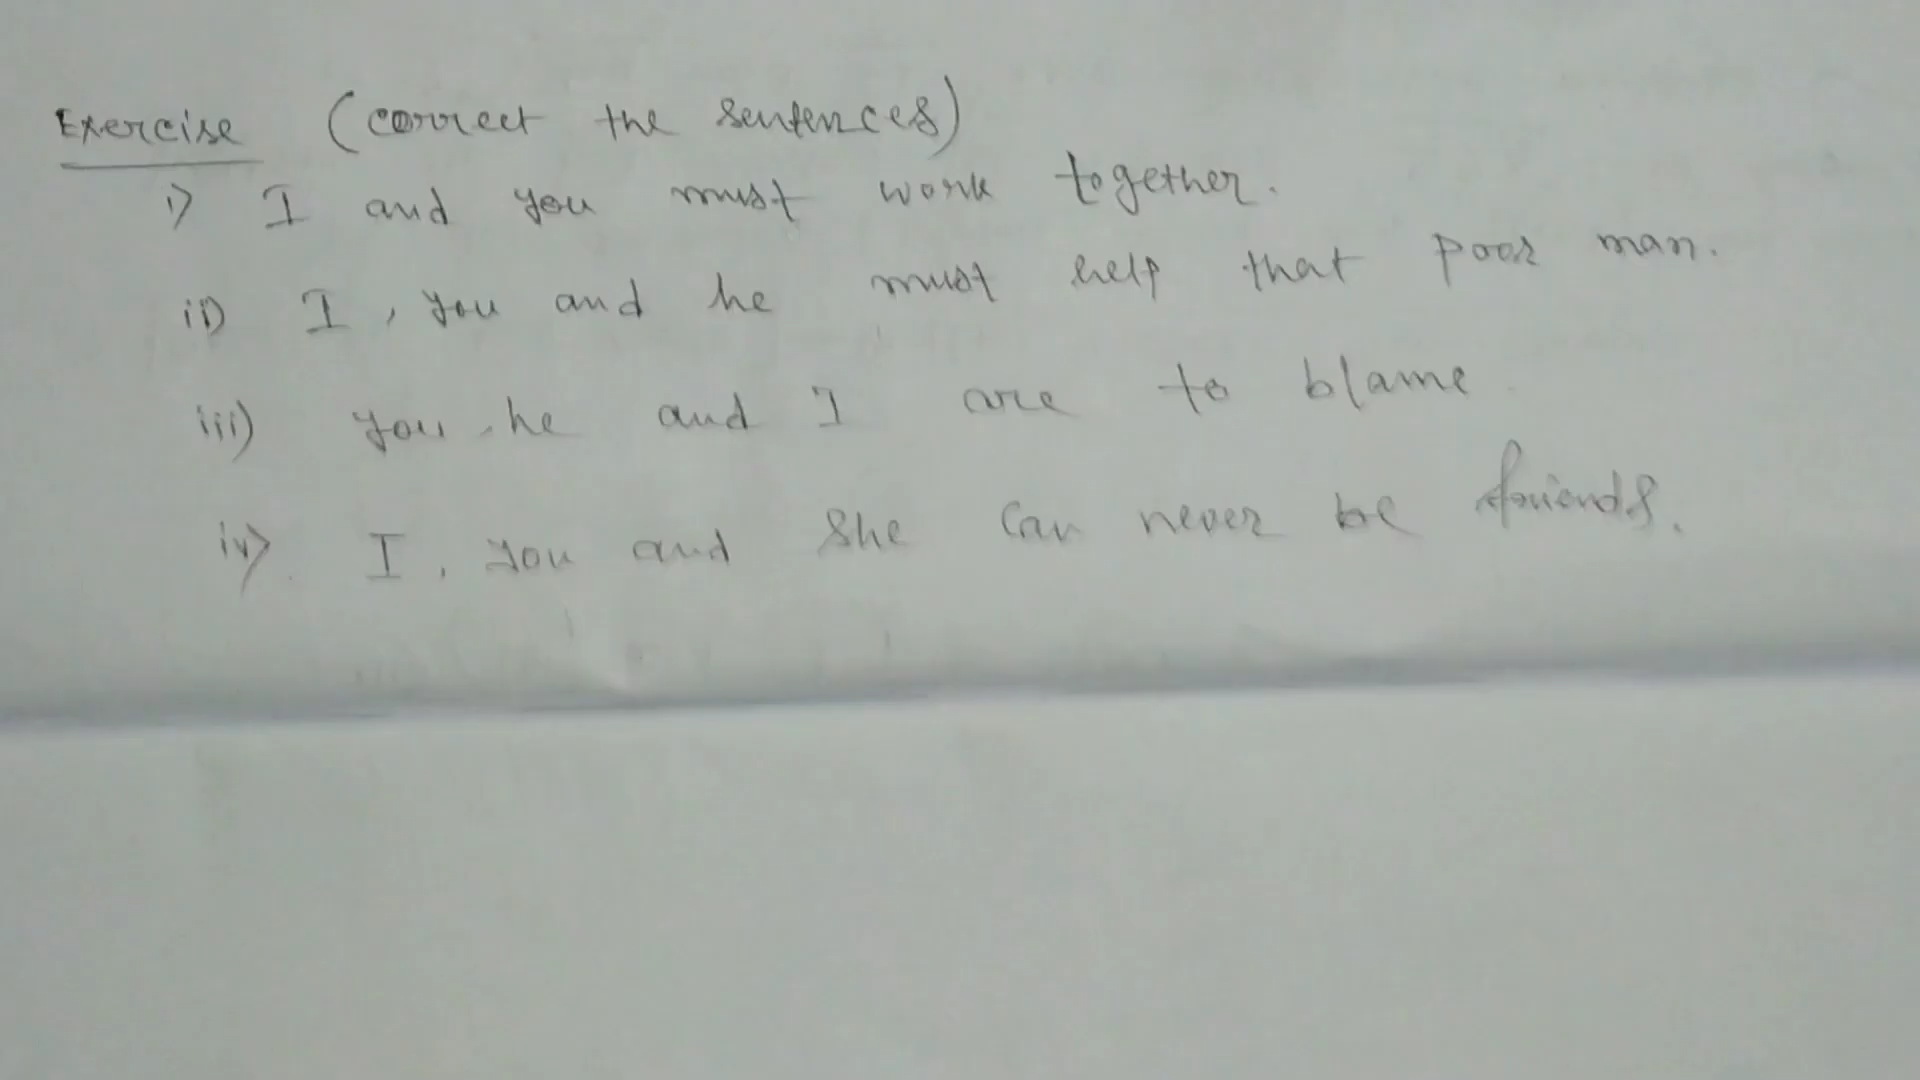 Exercise (correct the sentences)
i) I and you must work together.
ii) I, you and he must help that poor man.
iii) you, he and I are to blame
iv) I, you and she can never be friends.